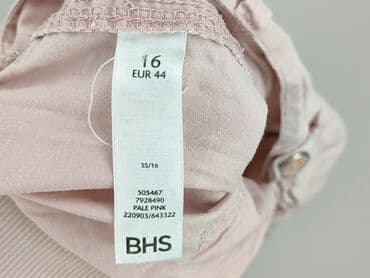 16
EUR 44
SS/16
505467
7928490
PALE PINK
220903/643322
BHS